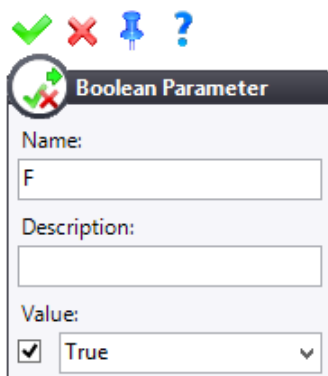 Boolean Parameter
Name:
F
Description:
Value:
True